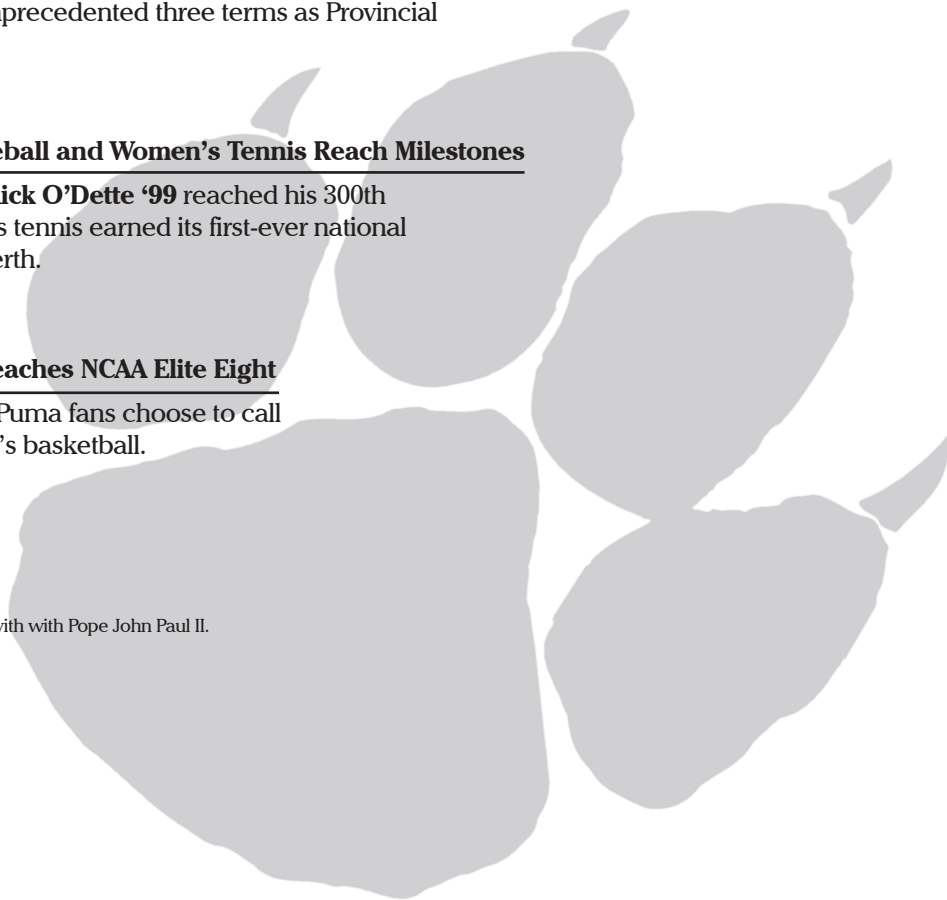 nprecedented three terms as Provincial
eball and Women’s Tennis Reach Milestones
ick O’Dette ‘99 reached his 300th
s tennis earned its first-ever national
erth.
eaches NCAA Elite Eight
Puma fans choose to call
’s basketball.
with with Pope John Paul II.